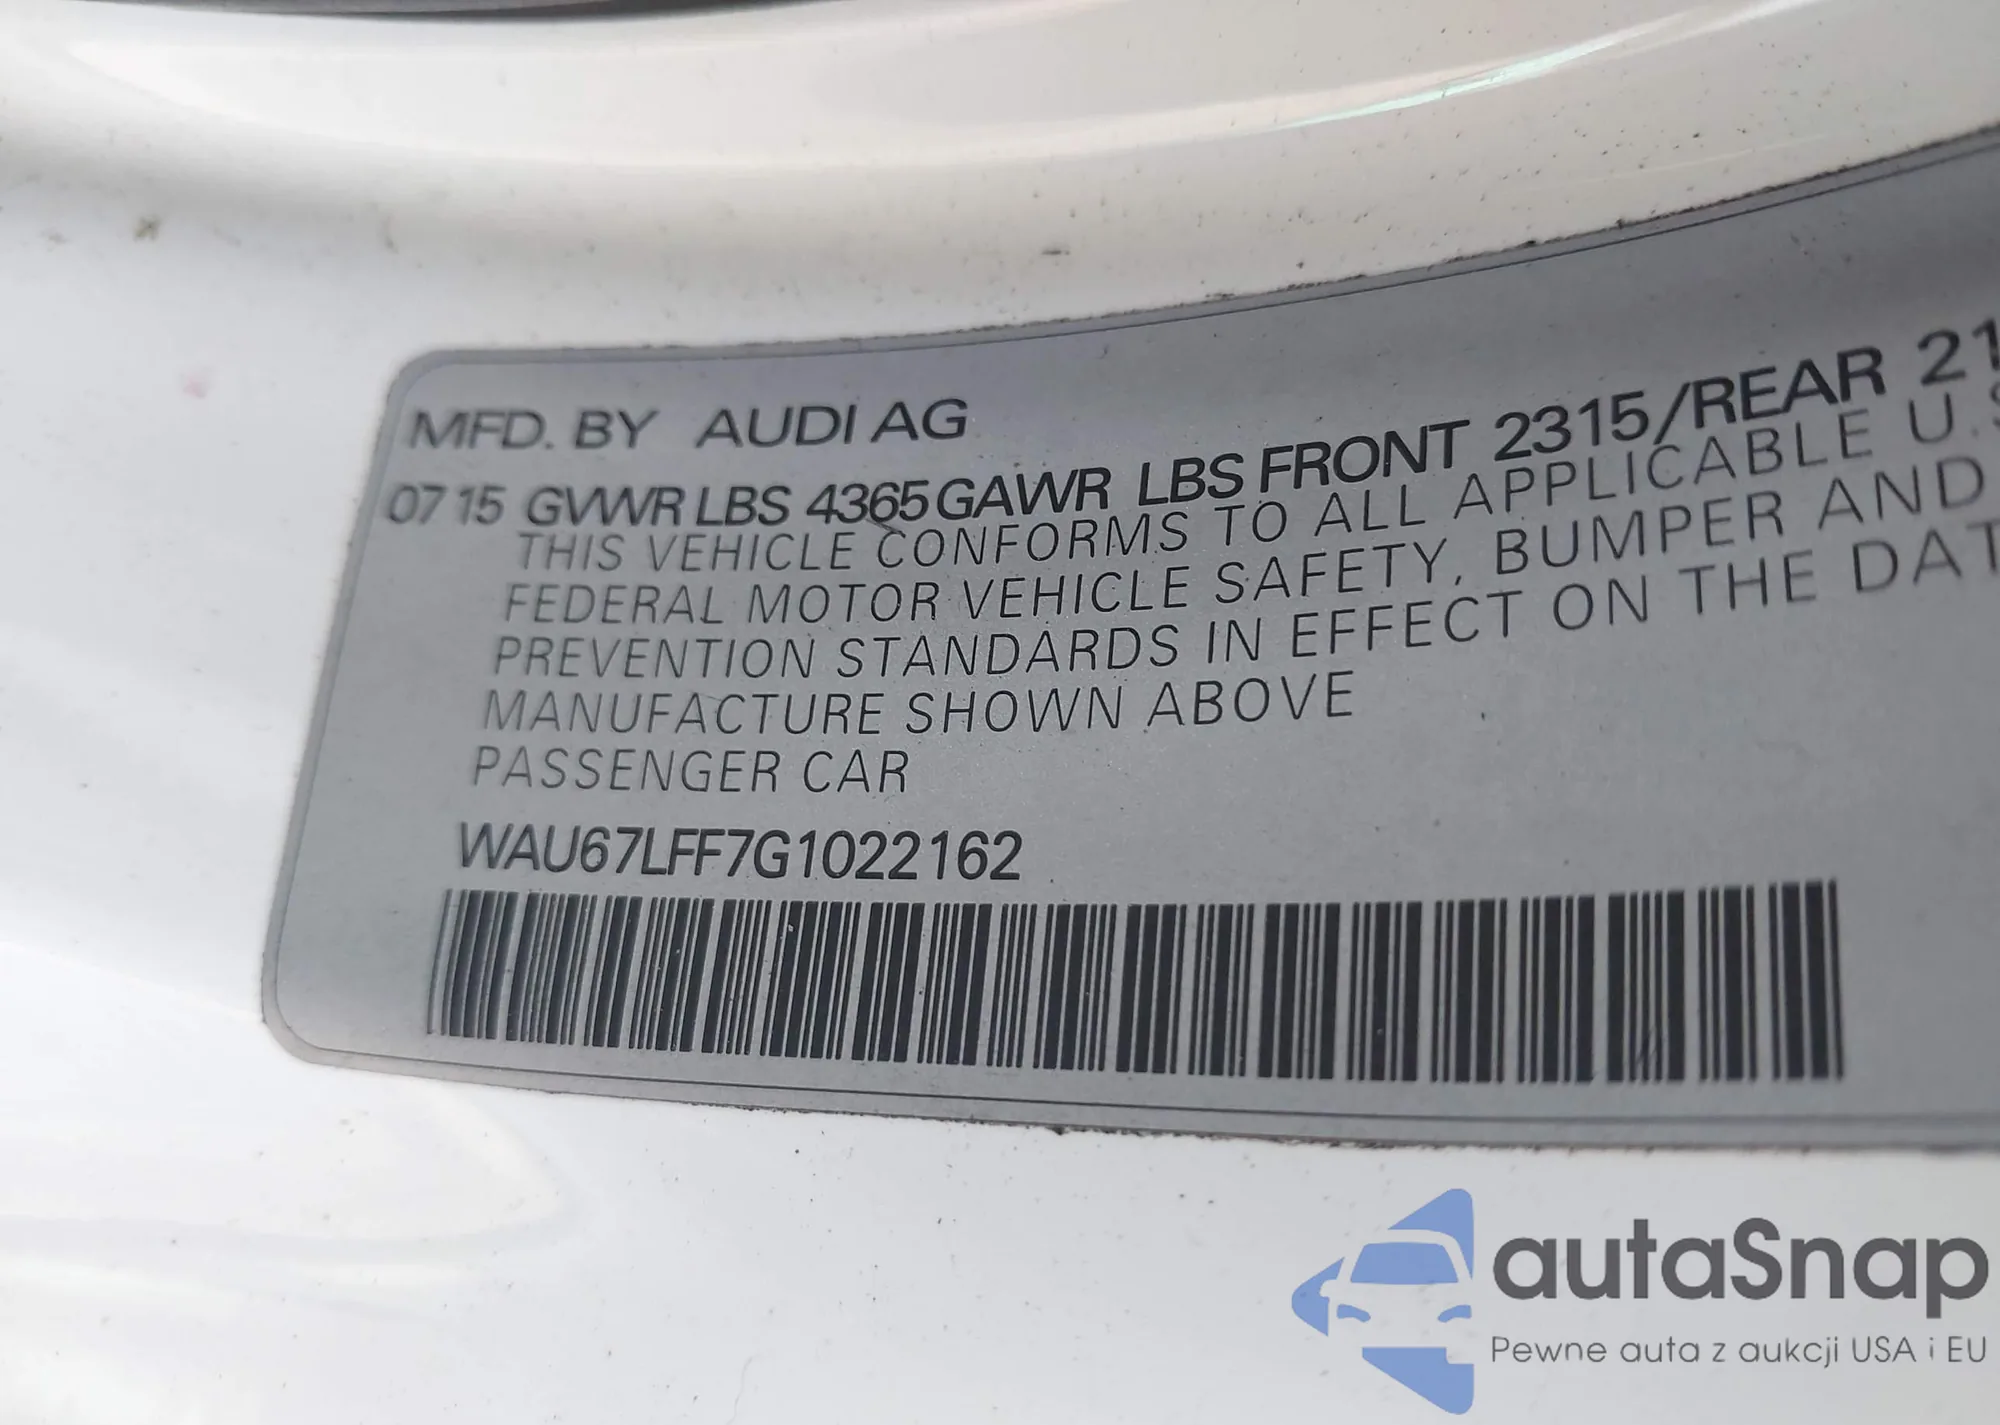 MFD. BY AUDI AG
07 15 GVWR LBS 4365 GAWR LBS FRONT 2315/REAR 21
THIS VEHICLE CONFORMS TO ALL APPLICABLE U.S
FEDERAL MOTOR VEHICLE SAFETY, BUMPER AND
PREVENTION STANDARDS IN EFFECT ON THE DAT
MANUFACTURE SHOWN ABOVE
PASSENGER CAR
WAU67LFF7G1022162
autaSnap
Pewne auta z aukcji USA i EU